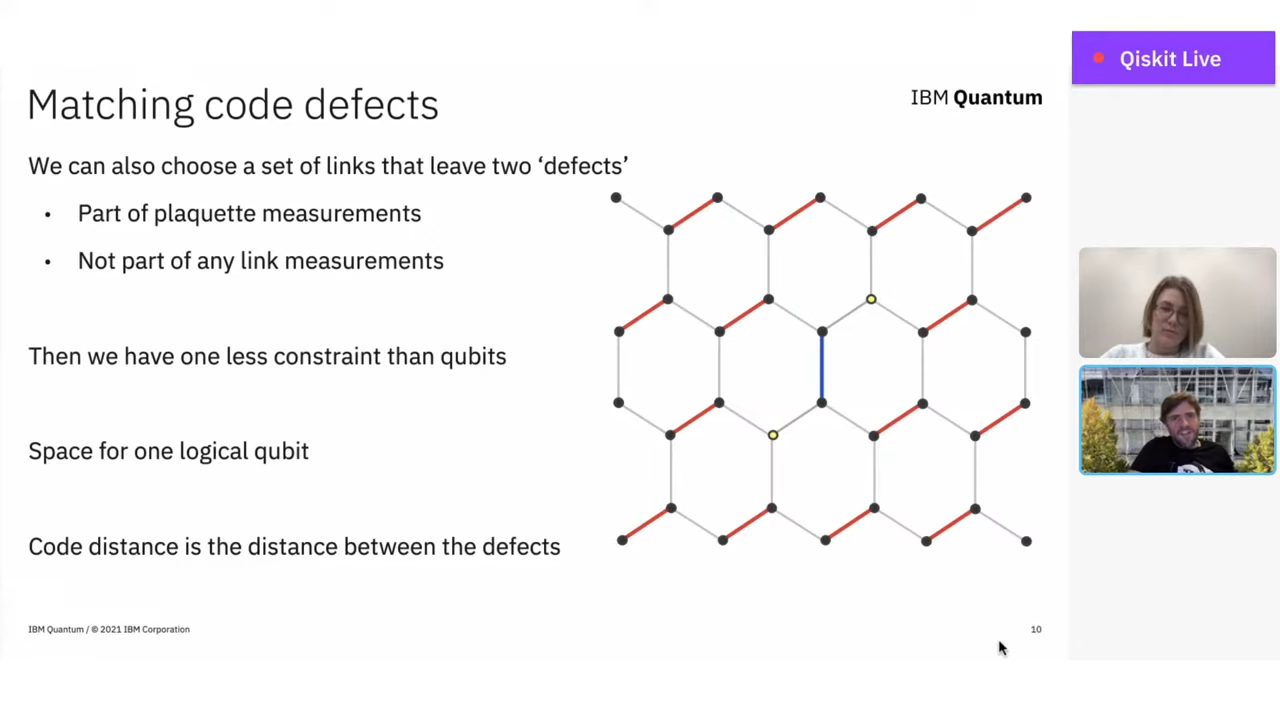 Qiskit Live
Matching code defects
IBM Quantum
We can also choose a set of links that leave two ‘defects’
• Part of plaquette measurements
• Not part of any link measurements
Then we have one less constraint than qubits
Space for one logical qubit
Code distance is the distance between the defects
IBM Quantum / © 2021 IBM Corporation
10